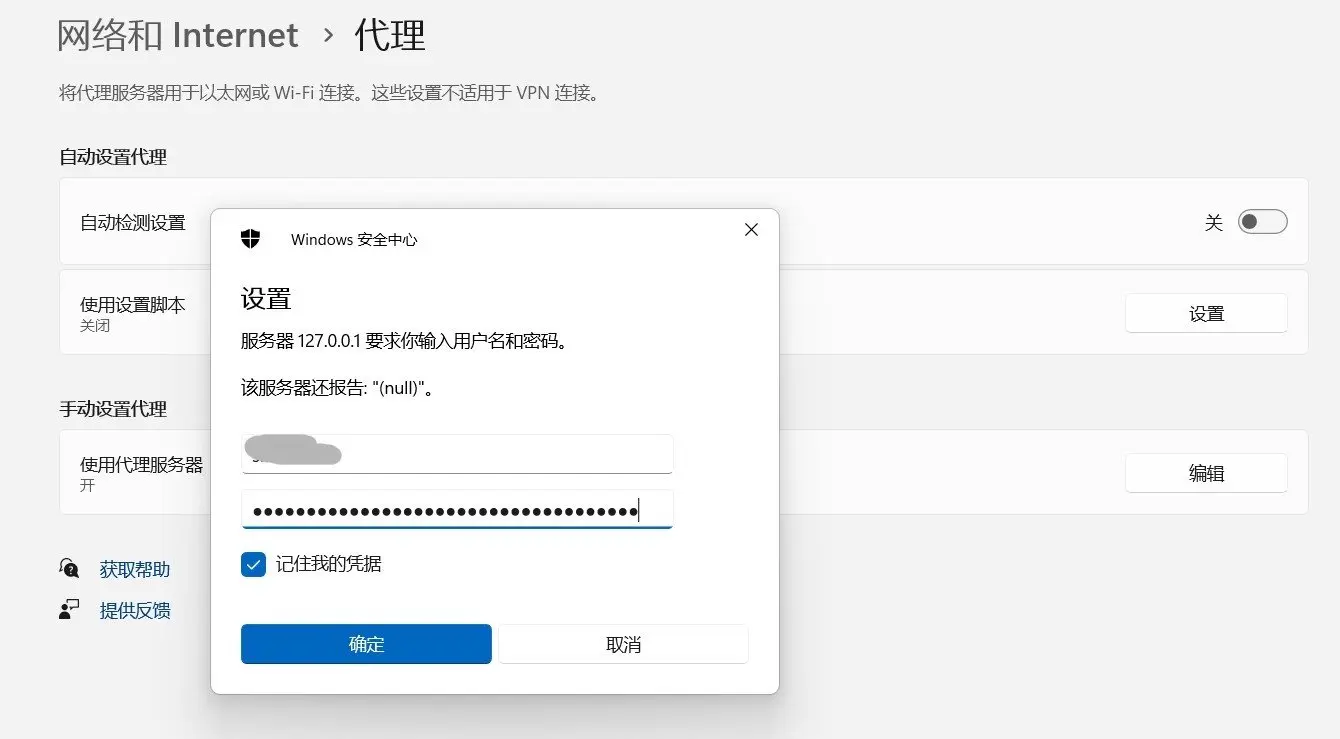 网络和 Internet › 代理
将代理服务器用于以太网或 Wi-Fi 连接。这些设置不适用于 VPN 连接。
自动设置代理
自动检测设置
关
使用设置脚本
关闭
设置
手动设置代理
使用代理服务器
开
编辑
获取帮助
提供反馈
Windows 安全中心
设置
服务器 127.0.0.1 要求你输入用户名和密码。
该服务器还报告: "(null)"。
记住我的凭据
确定
取消